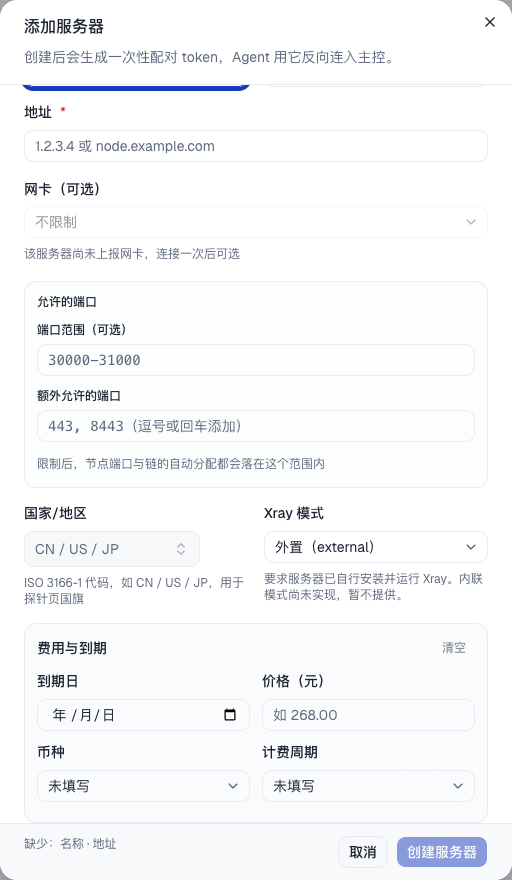 添加服务器
创建后会生成一次性配对 token，Agent 用它反向连入主控。
地址 *
1.2.3.4 或 node.example.com
网卡（可选）
不限制
该服务器尚未上报网卡，连接一次后可选
允许的端口
端口范围（可选）
30000–31000
额外允许的端口
443, 8443（逗号或回车添加）
限制后，节点端口与链的自动分配都会落在这个范围内
国家/地区
Xray 模式
CN / US / JP
外置（external）
ISO 3166-1 代码，如 CN / US / JP，用于
探针页国旗
要求服务器已自行安装并运行 Xray。内联
模式尚未实现，暂不提供。
费用与到期
清空
到期日
价格（元）
年 /月/日
如 268.00
币种
计费周期
未填写
未填写
缺少：名称 · 地址
取消
创建服务器